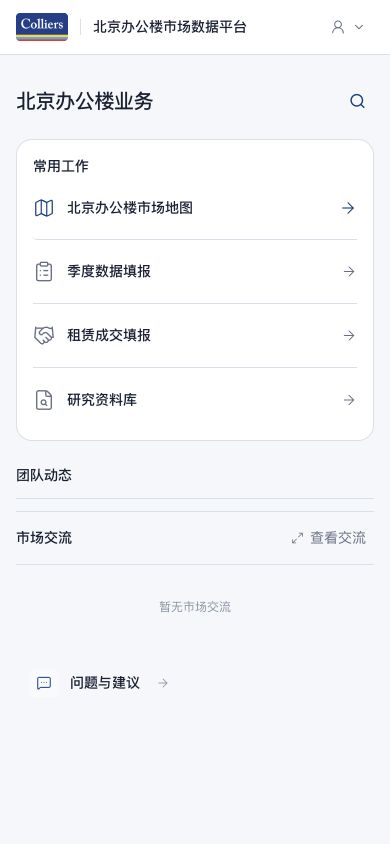 Colliers
北京办公楼市场数据平台
北京办公楼业务
常用工作
北京办公楼市场地图
季度数据填报
租赁成交填报
研究资料库
团队动态
市场交流
查看交流
暂无市场交流
问题与建议